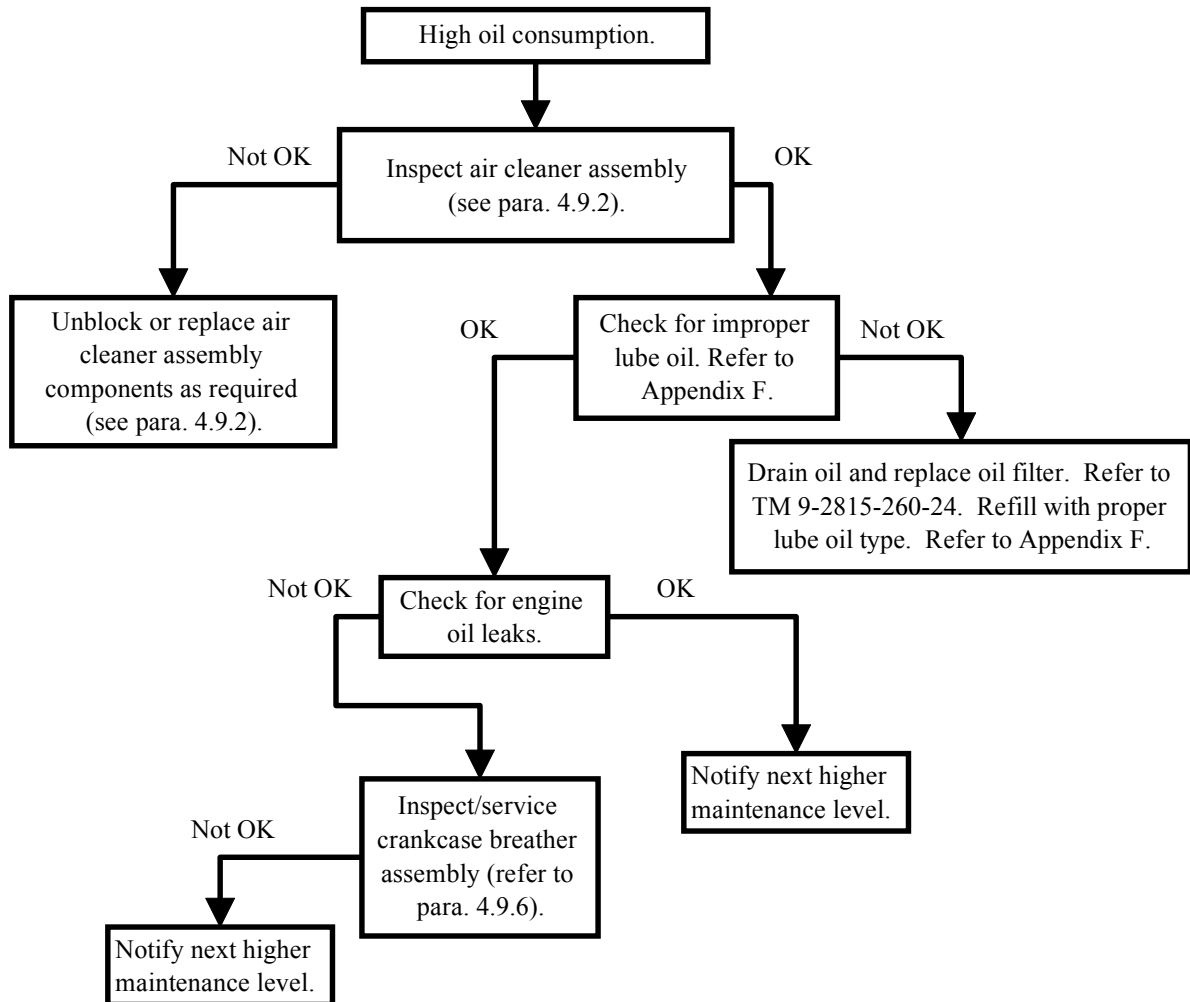 High oil consumption.
Not OK
OK
Inspect air cleaner assembly
(see para. 4.9.2).
Unblock or replace air
cleaner assembly
components as required
(see para. 4.9.2).
OK
Check for improper
lube oil. Refer to
Appendix F.
Not OK
Drain oil and replace oil filter.  Refer to
TM 9-2815-260-24.  Refill with proper
lube oil type.  Refer to Appendix F.
Not OK
Check for engine
oil leaks.
OK
Notify next higher
maintenance level.
Inspect/service
crankcase breather
assembly (refer to
para. 4.9.6).
Not OK
Notify next higher
maintenance level.